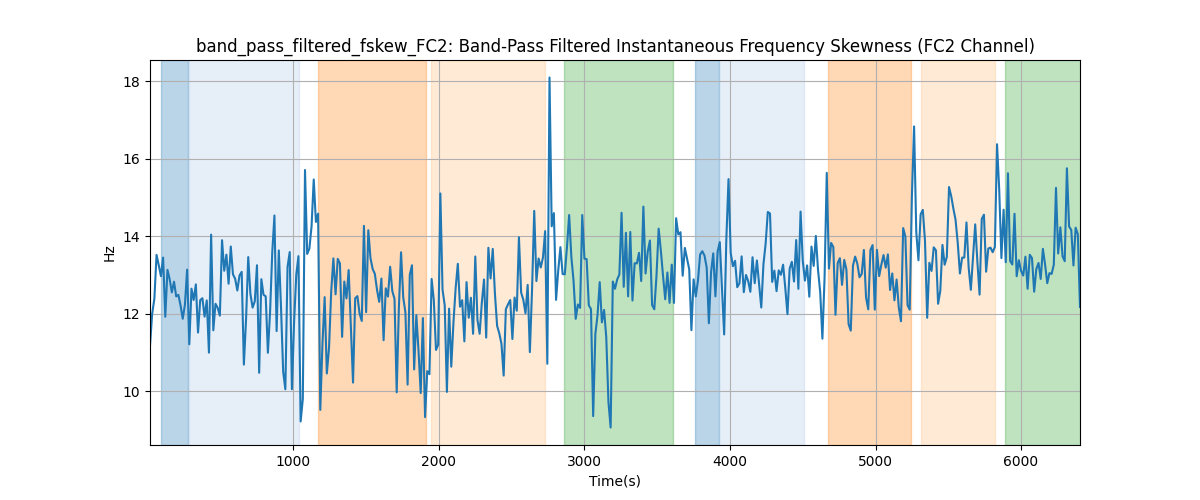 band_pass_filtered_fskew_FC2: Band-Pass Filtered Instantaneous Frequency Skewness (FC2 Channel)
18
16
14
12
10
Hz
1000 2000 3000 4000 5000 6000
Time(s)